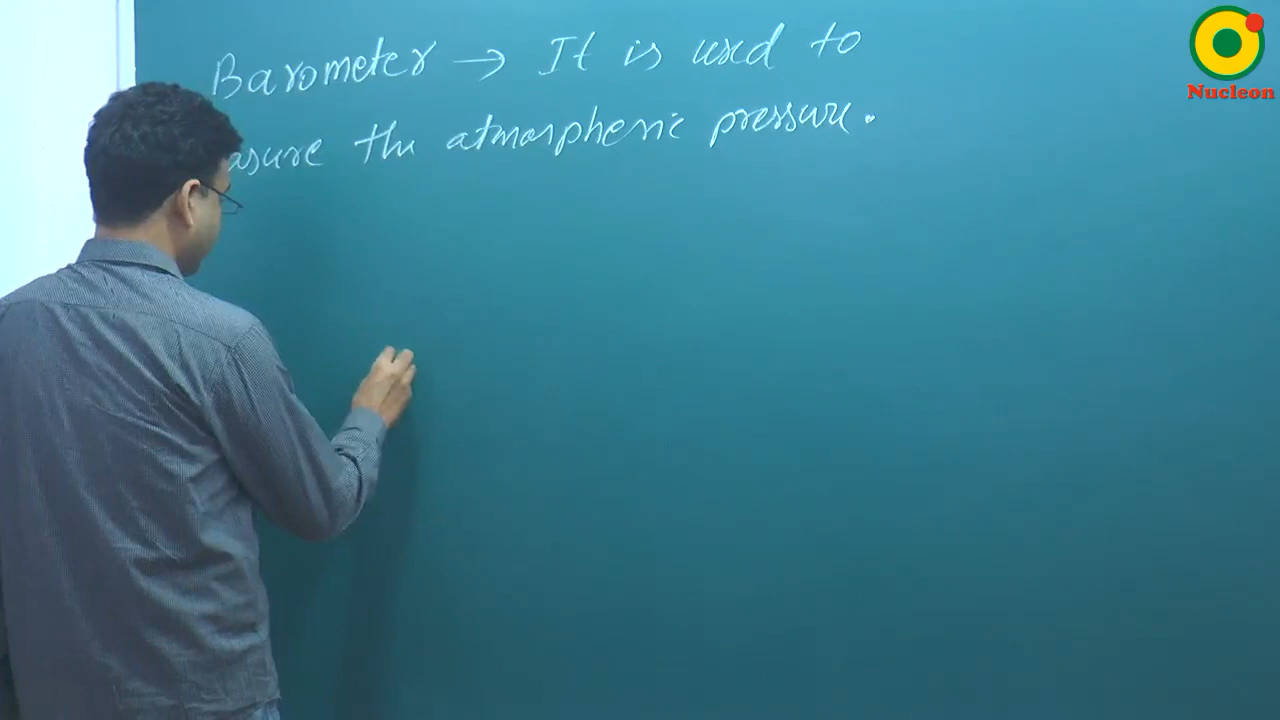 Barometer → It is used to
asure the atmospheric pressure.
Nucleon